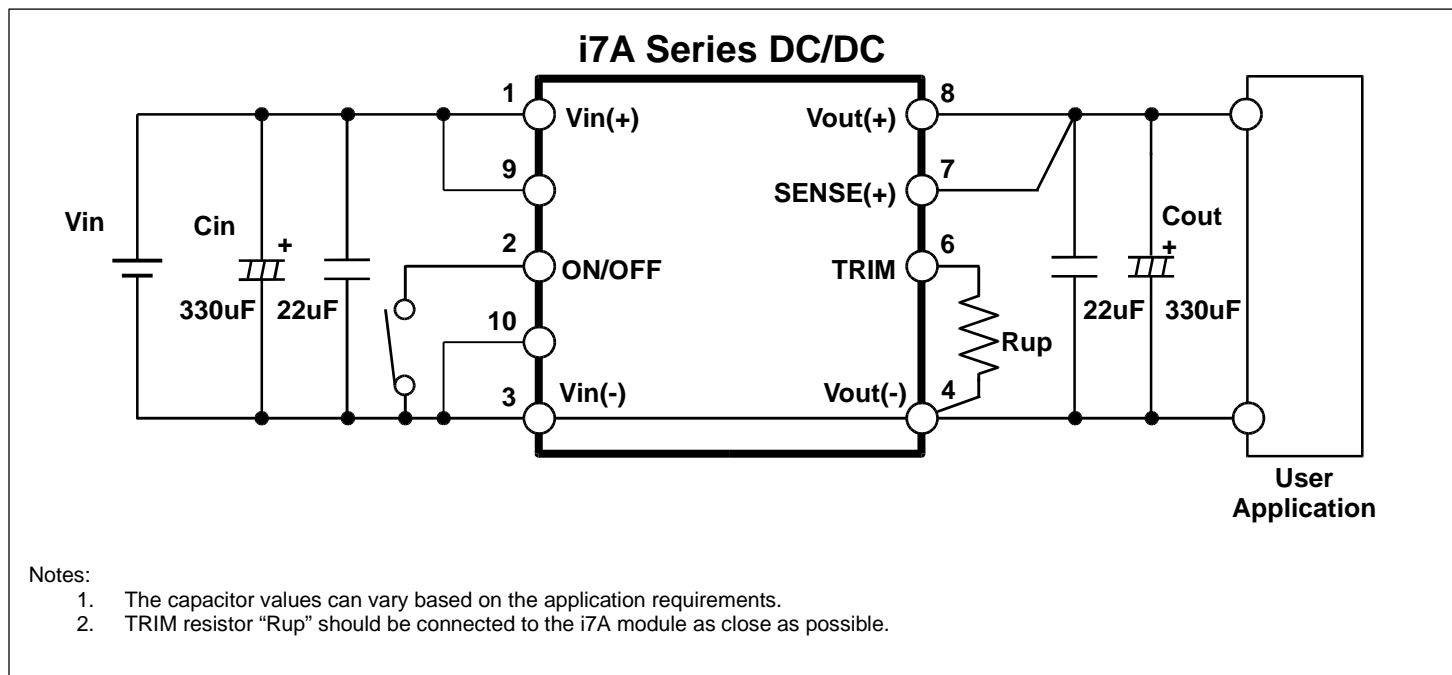 i7A Series DC/DC
1
Vin(+)
Vout(+)
8
9
SENSE(+)
7
Vin
Cin
+
330uF
22uF
2
ON/OFF
TRIM
6
10
Rup
Cout
+
22uF
330uF
3
Vin(-)
Vout(-)
4
User
Application
Notes:
1. The capacitor values can vary based on the application requirements.
2. TRIM resistor “Rup” should be connected to the i7A module as close as possible.